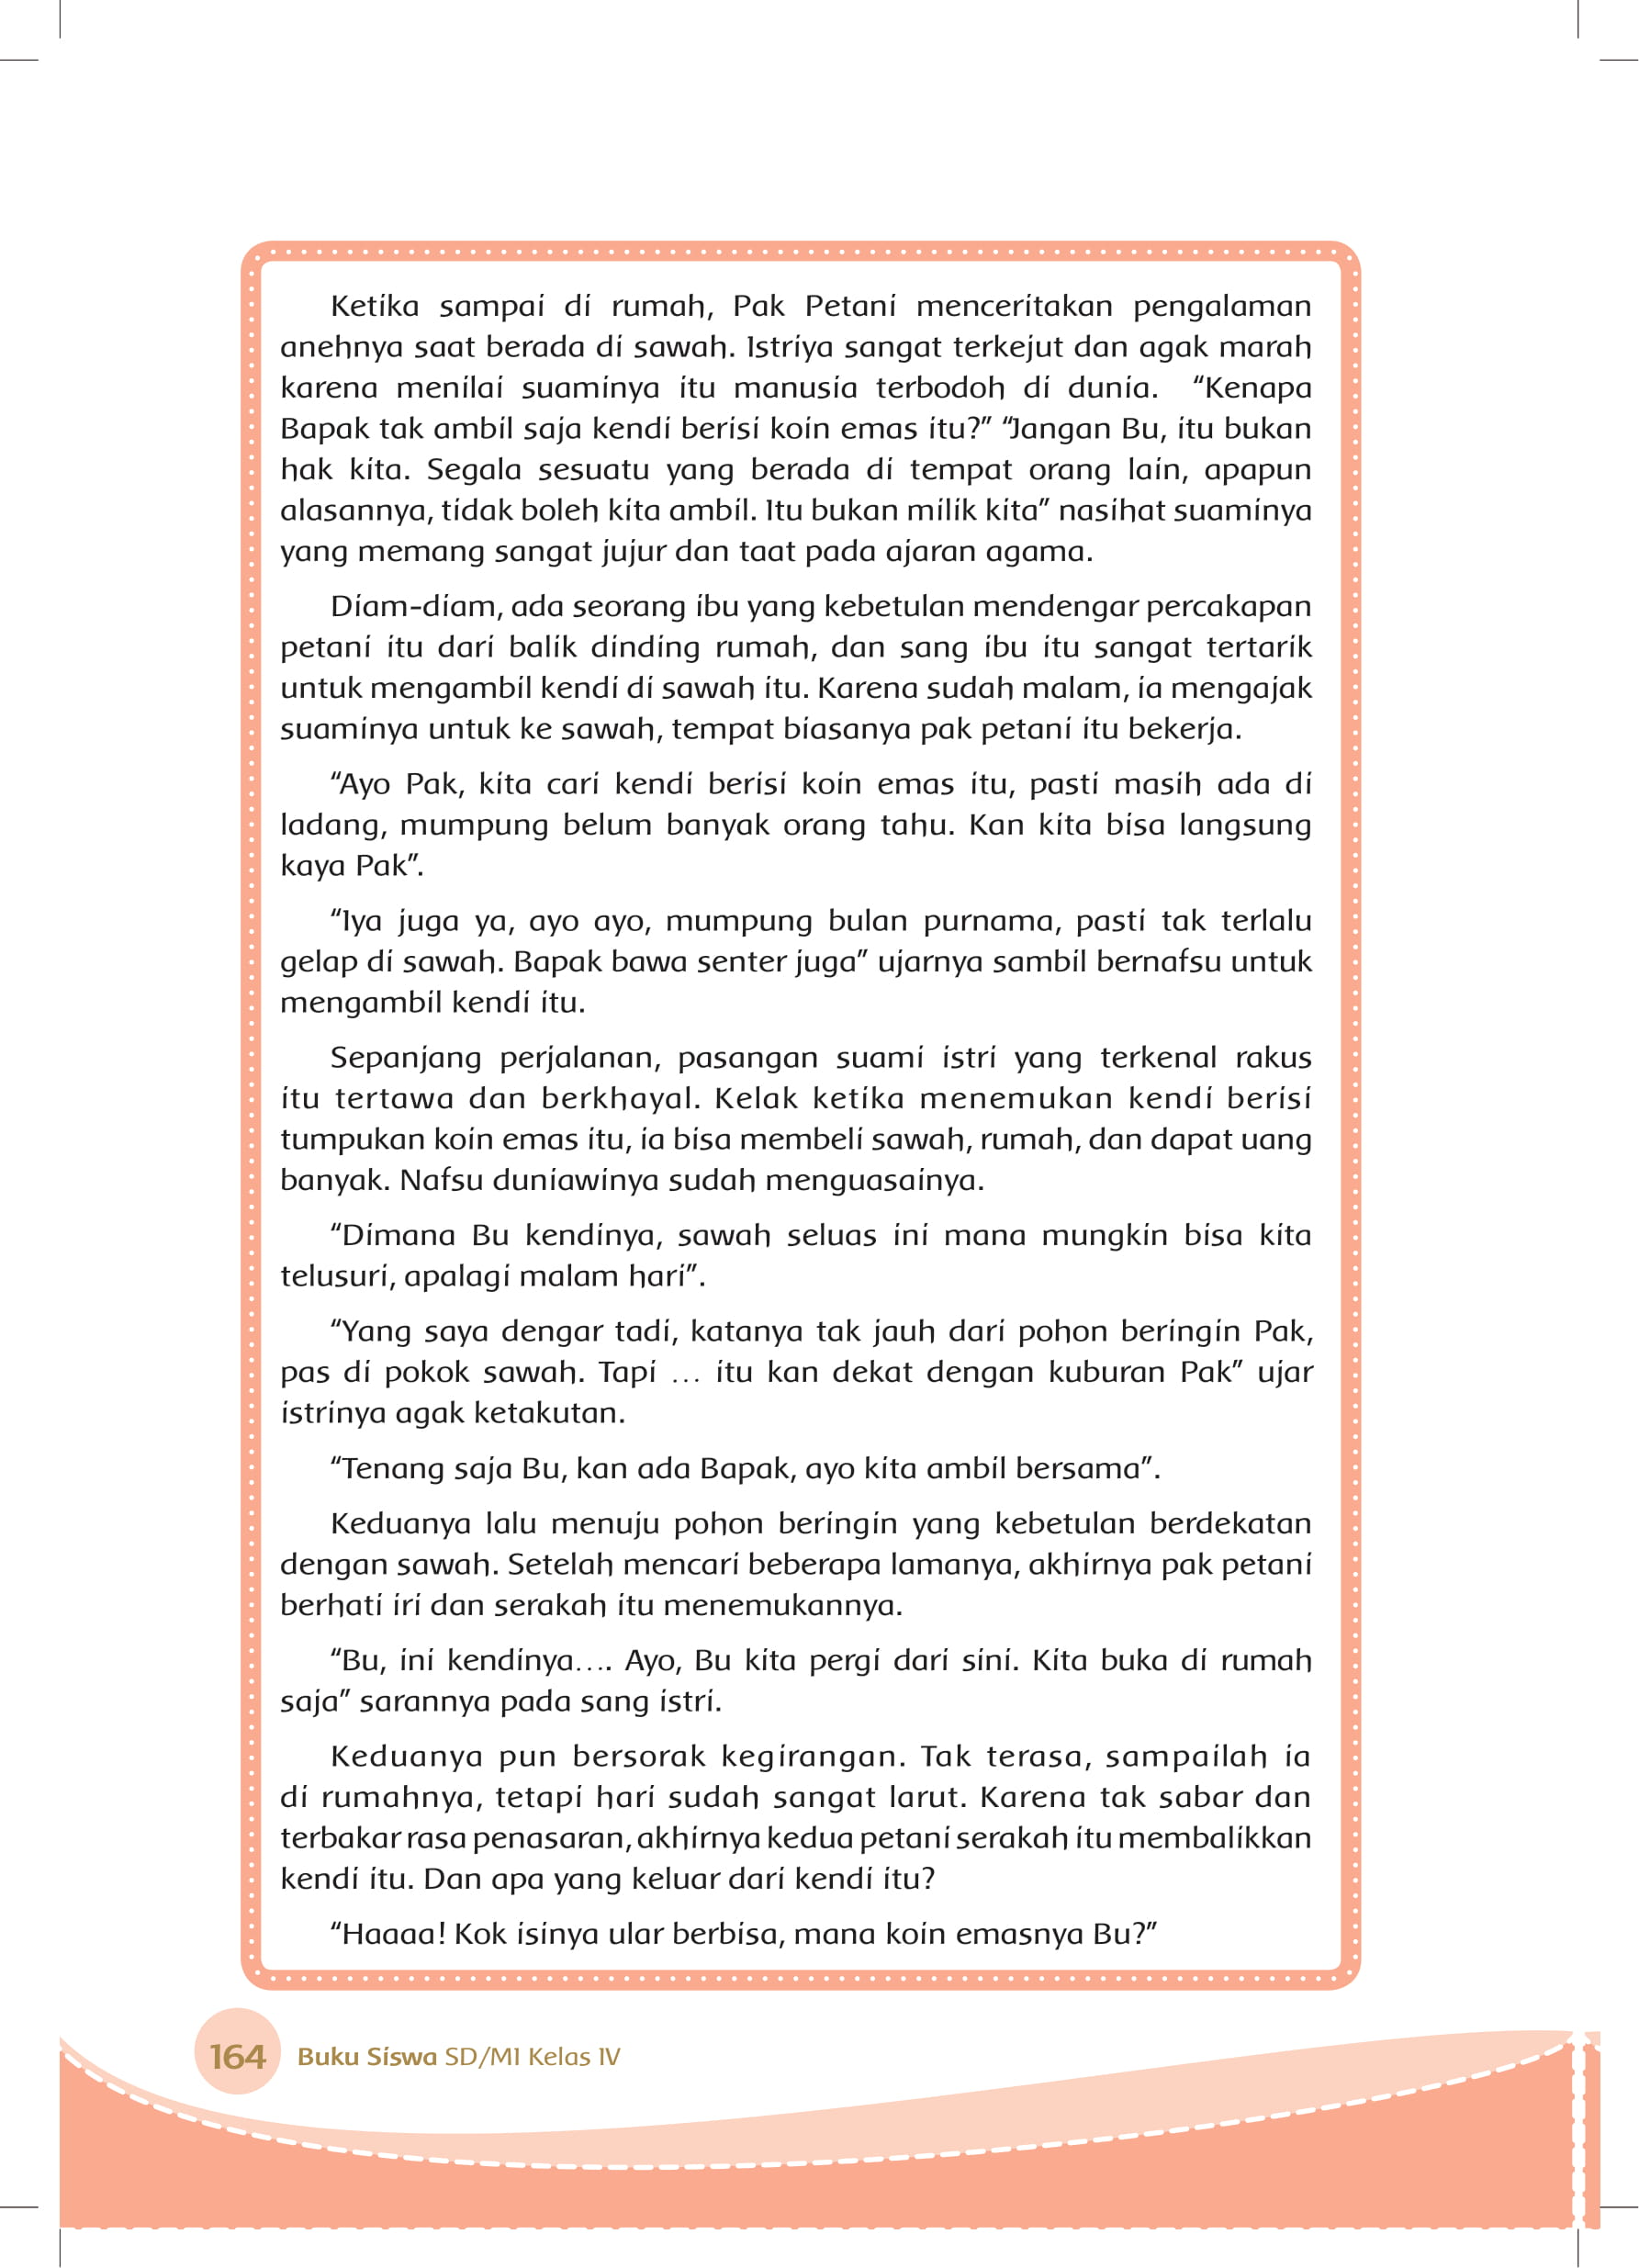 Ketika sampai di rumah, Pak Petani menceritakan pengalaman
anehnya saat berada di sawah. Istriya sangat terkejut dan agak marah
karena menilai suaminya itu manusia terbodoh di dunia. “Kenapa
Bapak tak ambil saja kendi berisi koin emas itu?” “Jangan Bu, itu bukan
hak kita. Segala sesuatu yang berada di tempat orang lain, apapun
alasannya, tidak boleh kita ambil. Itu bukan milik kita” nasihat suaminya
yang memang sangat jujur dan taat pada ajaran agama.
Diam-diam, ada seorang ibu yang kebetulan mendengar percakapan
petani itu dari balik dinding rumah, dan sang ibu itu sangat tertarik
untuk mengambil kendi di sawah itu. Karena sudah malam, ia mengajak
suaminya untuk ke sawah, tempat biasanya pak petani itu bekerja.
“Ayo Pak, kita cari kendi berisi koin emas itu, pasti masih ada di
ladang, mumpung belum banyak orang tahu. Kan kita bisa langsung
kaya Pak”.
“Iya juga ya, ayo ayo, mumpung bulan purnama, pasti tak terlalu
gelap di sawah. Bapak bawa senter juga” ujarnya sambil bernafsu untuk
mengambil kendi itu.
Sepanjang perjalanan, pasangan suami istri yang terkenal rakus
itu tertawa dan berkhayal. Kelak ketika menemukan kendi berisi
tumpukan koin emas itu, ia bisa membeli sawah, rumah, dan dapat uang
banyak. Nafsu duniawinya sudah menguasainya.
“Dimana Bu kendinya, sawah seluas ini mana mungkin bisa kita
telusuri, apalagi malam hari”.
“Yang saya dengar tadi, katanya tak jauh dari pohon beringin Pak,
pas di pokok sawah. Tapi … itu kan dekat dengan kuburan Pak” ujar
istrinya agak ketakutan.
“Tenang saja Bu, kan ada Bapak, ayo kita ambil bersama”.
Keduanya lalu menuju pohon beringin yang kebetulan berdekatan
dengan sawah. Setelah mencari beberapa lamanya, akhirnya pak petani
berhati iri dan serakah itu menemukannya.
“Bu, ini kendinya…. Ayo, Bu kita pergi dari sini. Kita buka di rumah
saja” sarannya pada sang istri.
Keduanya pun bersorak kegirangan. Tak terasa, sampailah ia
di rumahnya, tetapi hari sudah sangat larut. Karena tak sabar dan
terbakar rasa penasaran, akhirnya kedua petani serakah itu membalikkan
kendi itu. Dan apa yang keluar dari kendi itu?
“Haaaa! Kok isinya ular berbisa, mana koin emasnya Bu?”
164 Buku Siswa SD/MI Kelas IV